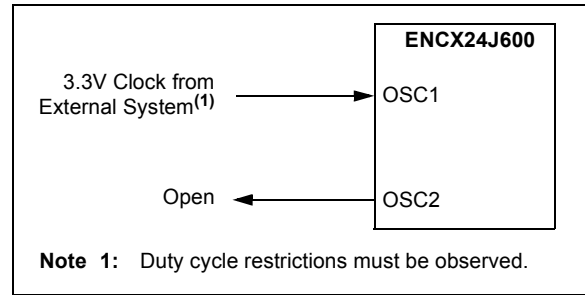 ENCX24J600
3.3V Clock from
External System(1)
OSC1
Open
OSC2
Note 1: Duty cycle restrictions must be observed.